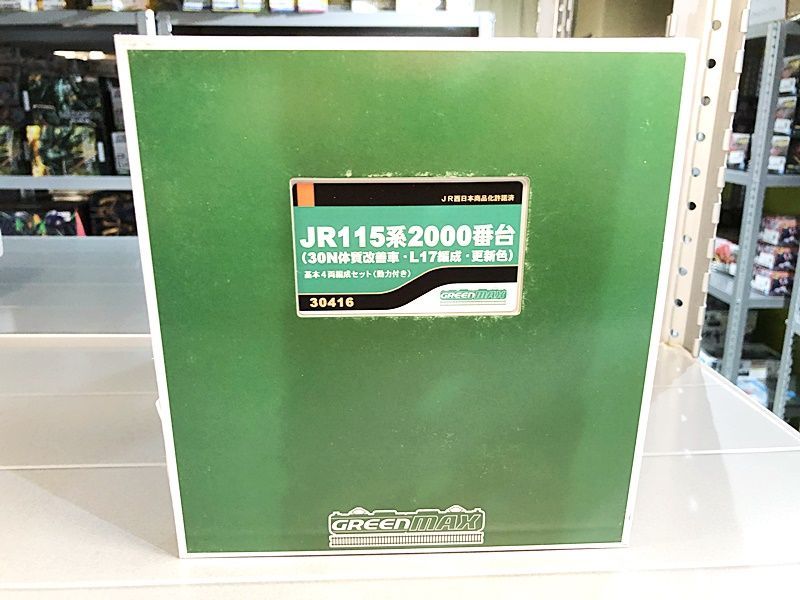 JR西日本商品化許諾済
JR115系2000番台
(30N体質改善車・L17編成・更新色)
基本4両編成セット(動力付き)
30416
GREENMAX
GREENMAX